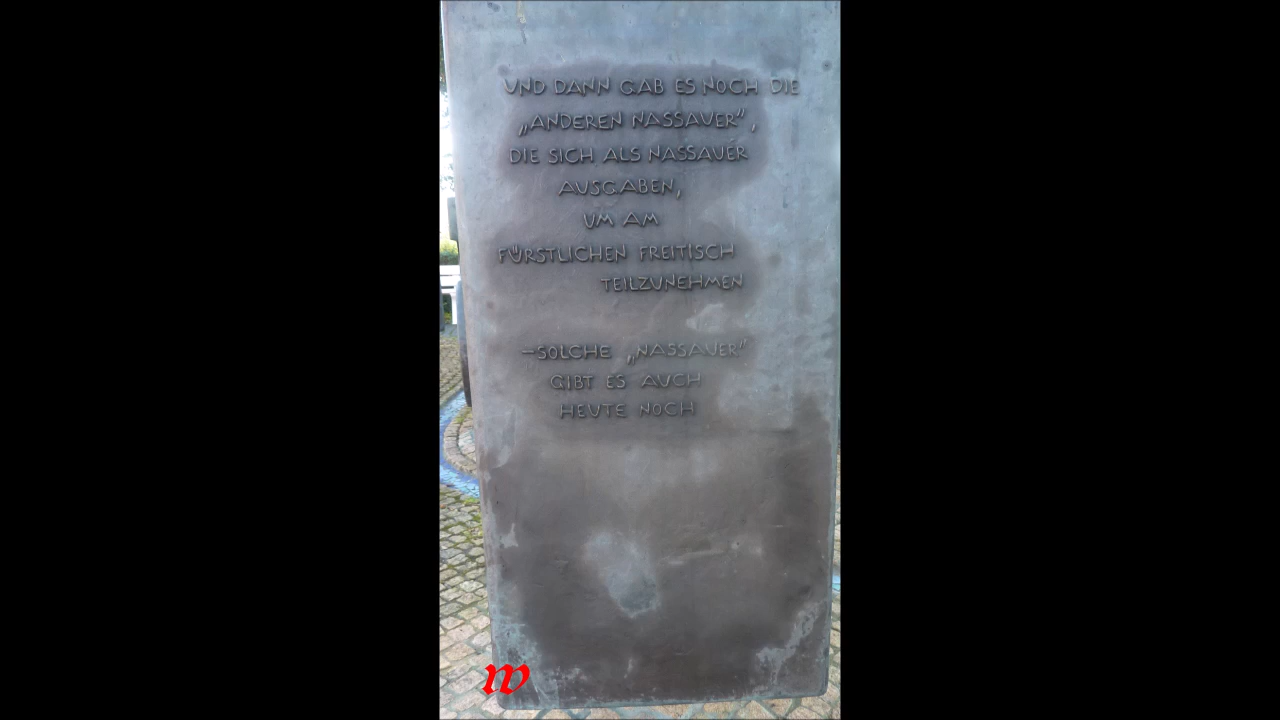 UND DANN GAB ES NOCH DIE
„ANDEREN NASSAUER”,
DIE SICH ALS NASSAUER
AUSGABEN,
UM AM
FÜRSTLICHEN FREITISCH
TEILZUNEHMEN
–SOLCHE „NASSAUER”
GIBT ES AUCH
HEUTE NOCH
w